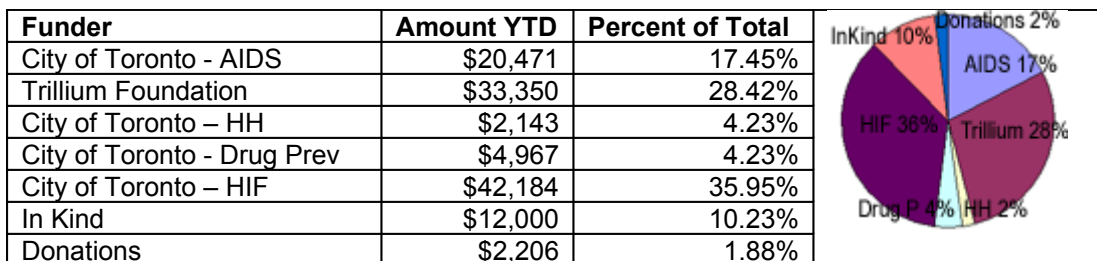 Funder Amount YTD Percent of Total
City of Toronto - AIDS $20,471 17.45%
Trillium Foundation $33,350 28.42%
City of Toronto – HH $2,143 4.23%
City of Toronto - Drug Prev $4,967 4.23%
City of Toronto – HIF $42,184 35.95%
In Kind $12,000 10.23%
Donations $2,206 1.88%
Donations 2%
InKind 10%
AIDS 17%
HIF 36%
Trillium 28%
Drug P 4%
HH 2%